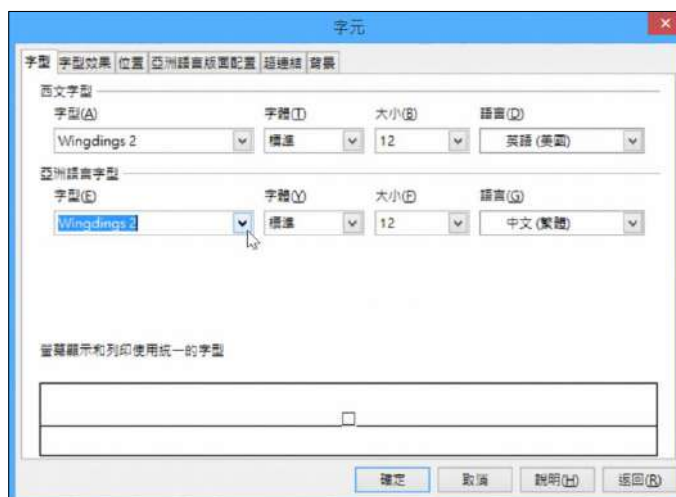 字元
字型 字型效果 位置 亞洲語言版面配置 超連結 背景
西文字型
字型(A) 字體(T) 大小(B) 語言(D)
Wingdings 2 標準 12 英語 (美國)
亞洲語言字型
字型(E) 字體(Y) 大小(F) 語言(G)
Wingdings 2 標準 12 中文 (繁體)
螢幕顯示和列印使用統一的字型
確定 取消 說明(H) 返回(R)